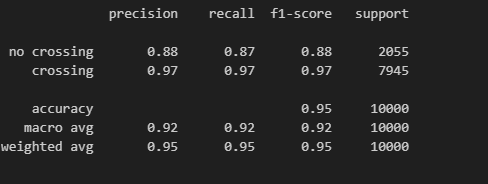 precision recall f1-score support
no crossing 0.88 0.87 0.88 2055
crossing 0.97 0.97 0.97 7945
accuracy 0.95 10000
macro avg 0.92 0.92 0.92 10000
weighted avg 0.95 0.95 0.95 10000